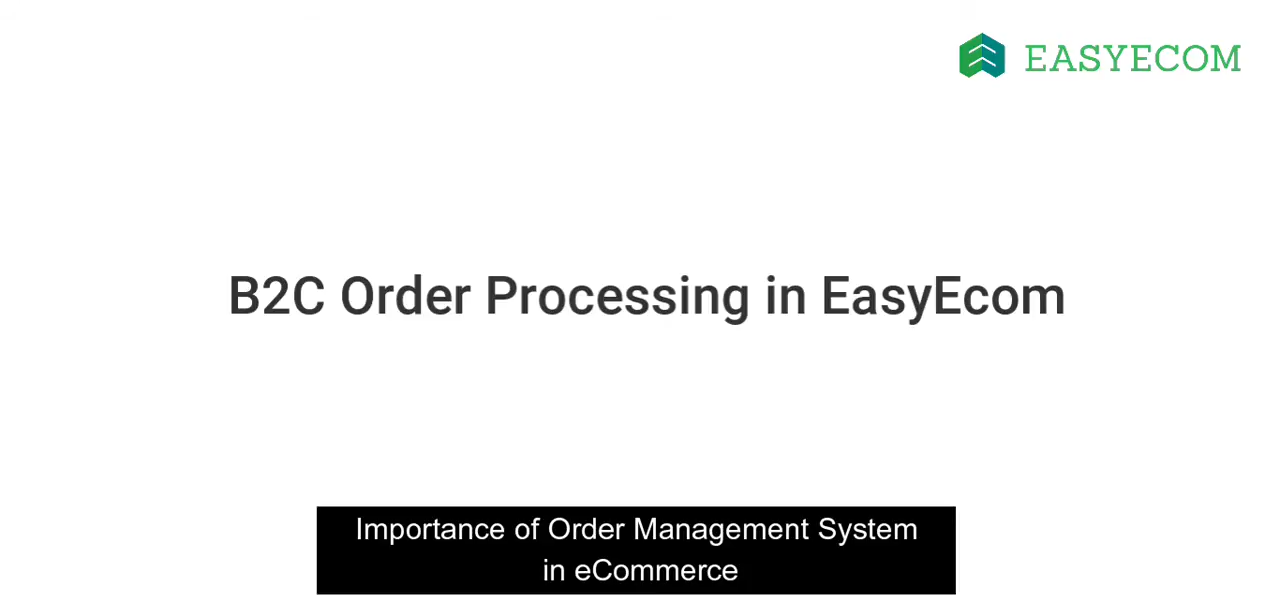 EASYECOM
B2C Order Processing in EasyEcom
Importance of Order Management System
in eCommerce